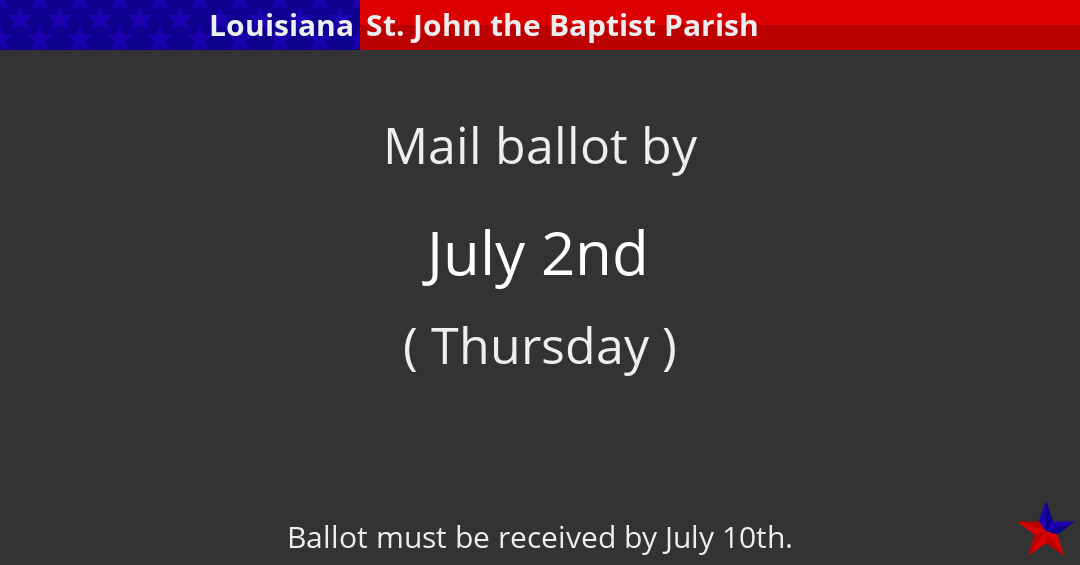 Louisiana St. John the Baptist Parish
Mail ballot by
July 2nd
( Thursday )
Ballot must be received by July 10th.